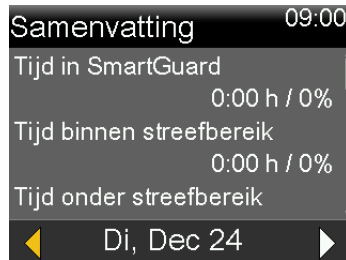 Samenvatting 09:00
Tijd in SmartGuard
0:00 h / 0%
Tijd binnen streefbereik
0:00 h / 0%
Tijd onder streefbereik
Di, Dec 24